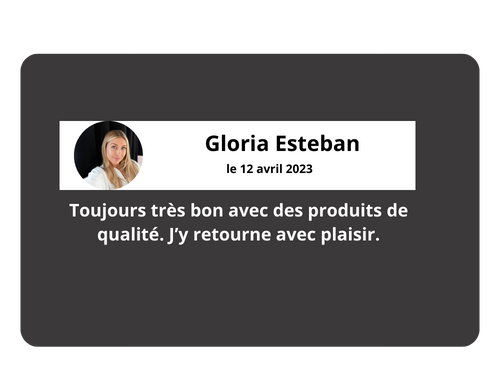 Gloria Esteban
le 12 avril 2023
Toujours très bon avec des produits de
qualité. J’y retourne avec plaisir.